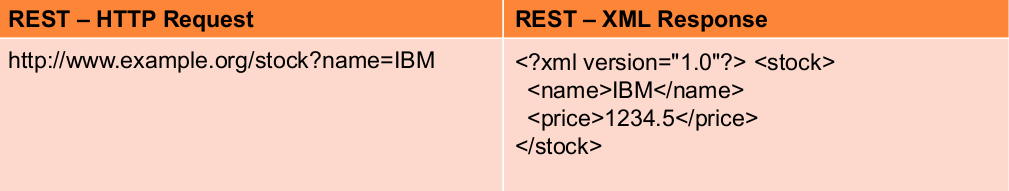 REST – HTTP Request
REST – XML Response
http://www.example.org/stock?name=IBM
<?xml version="1.0"?> <stock>
<name>IBM</name>
<price>1234.5</price>
</stock>